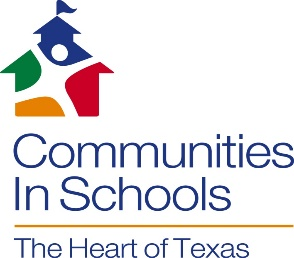 Communities
In Schools
The Heart of Texas